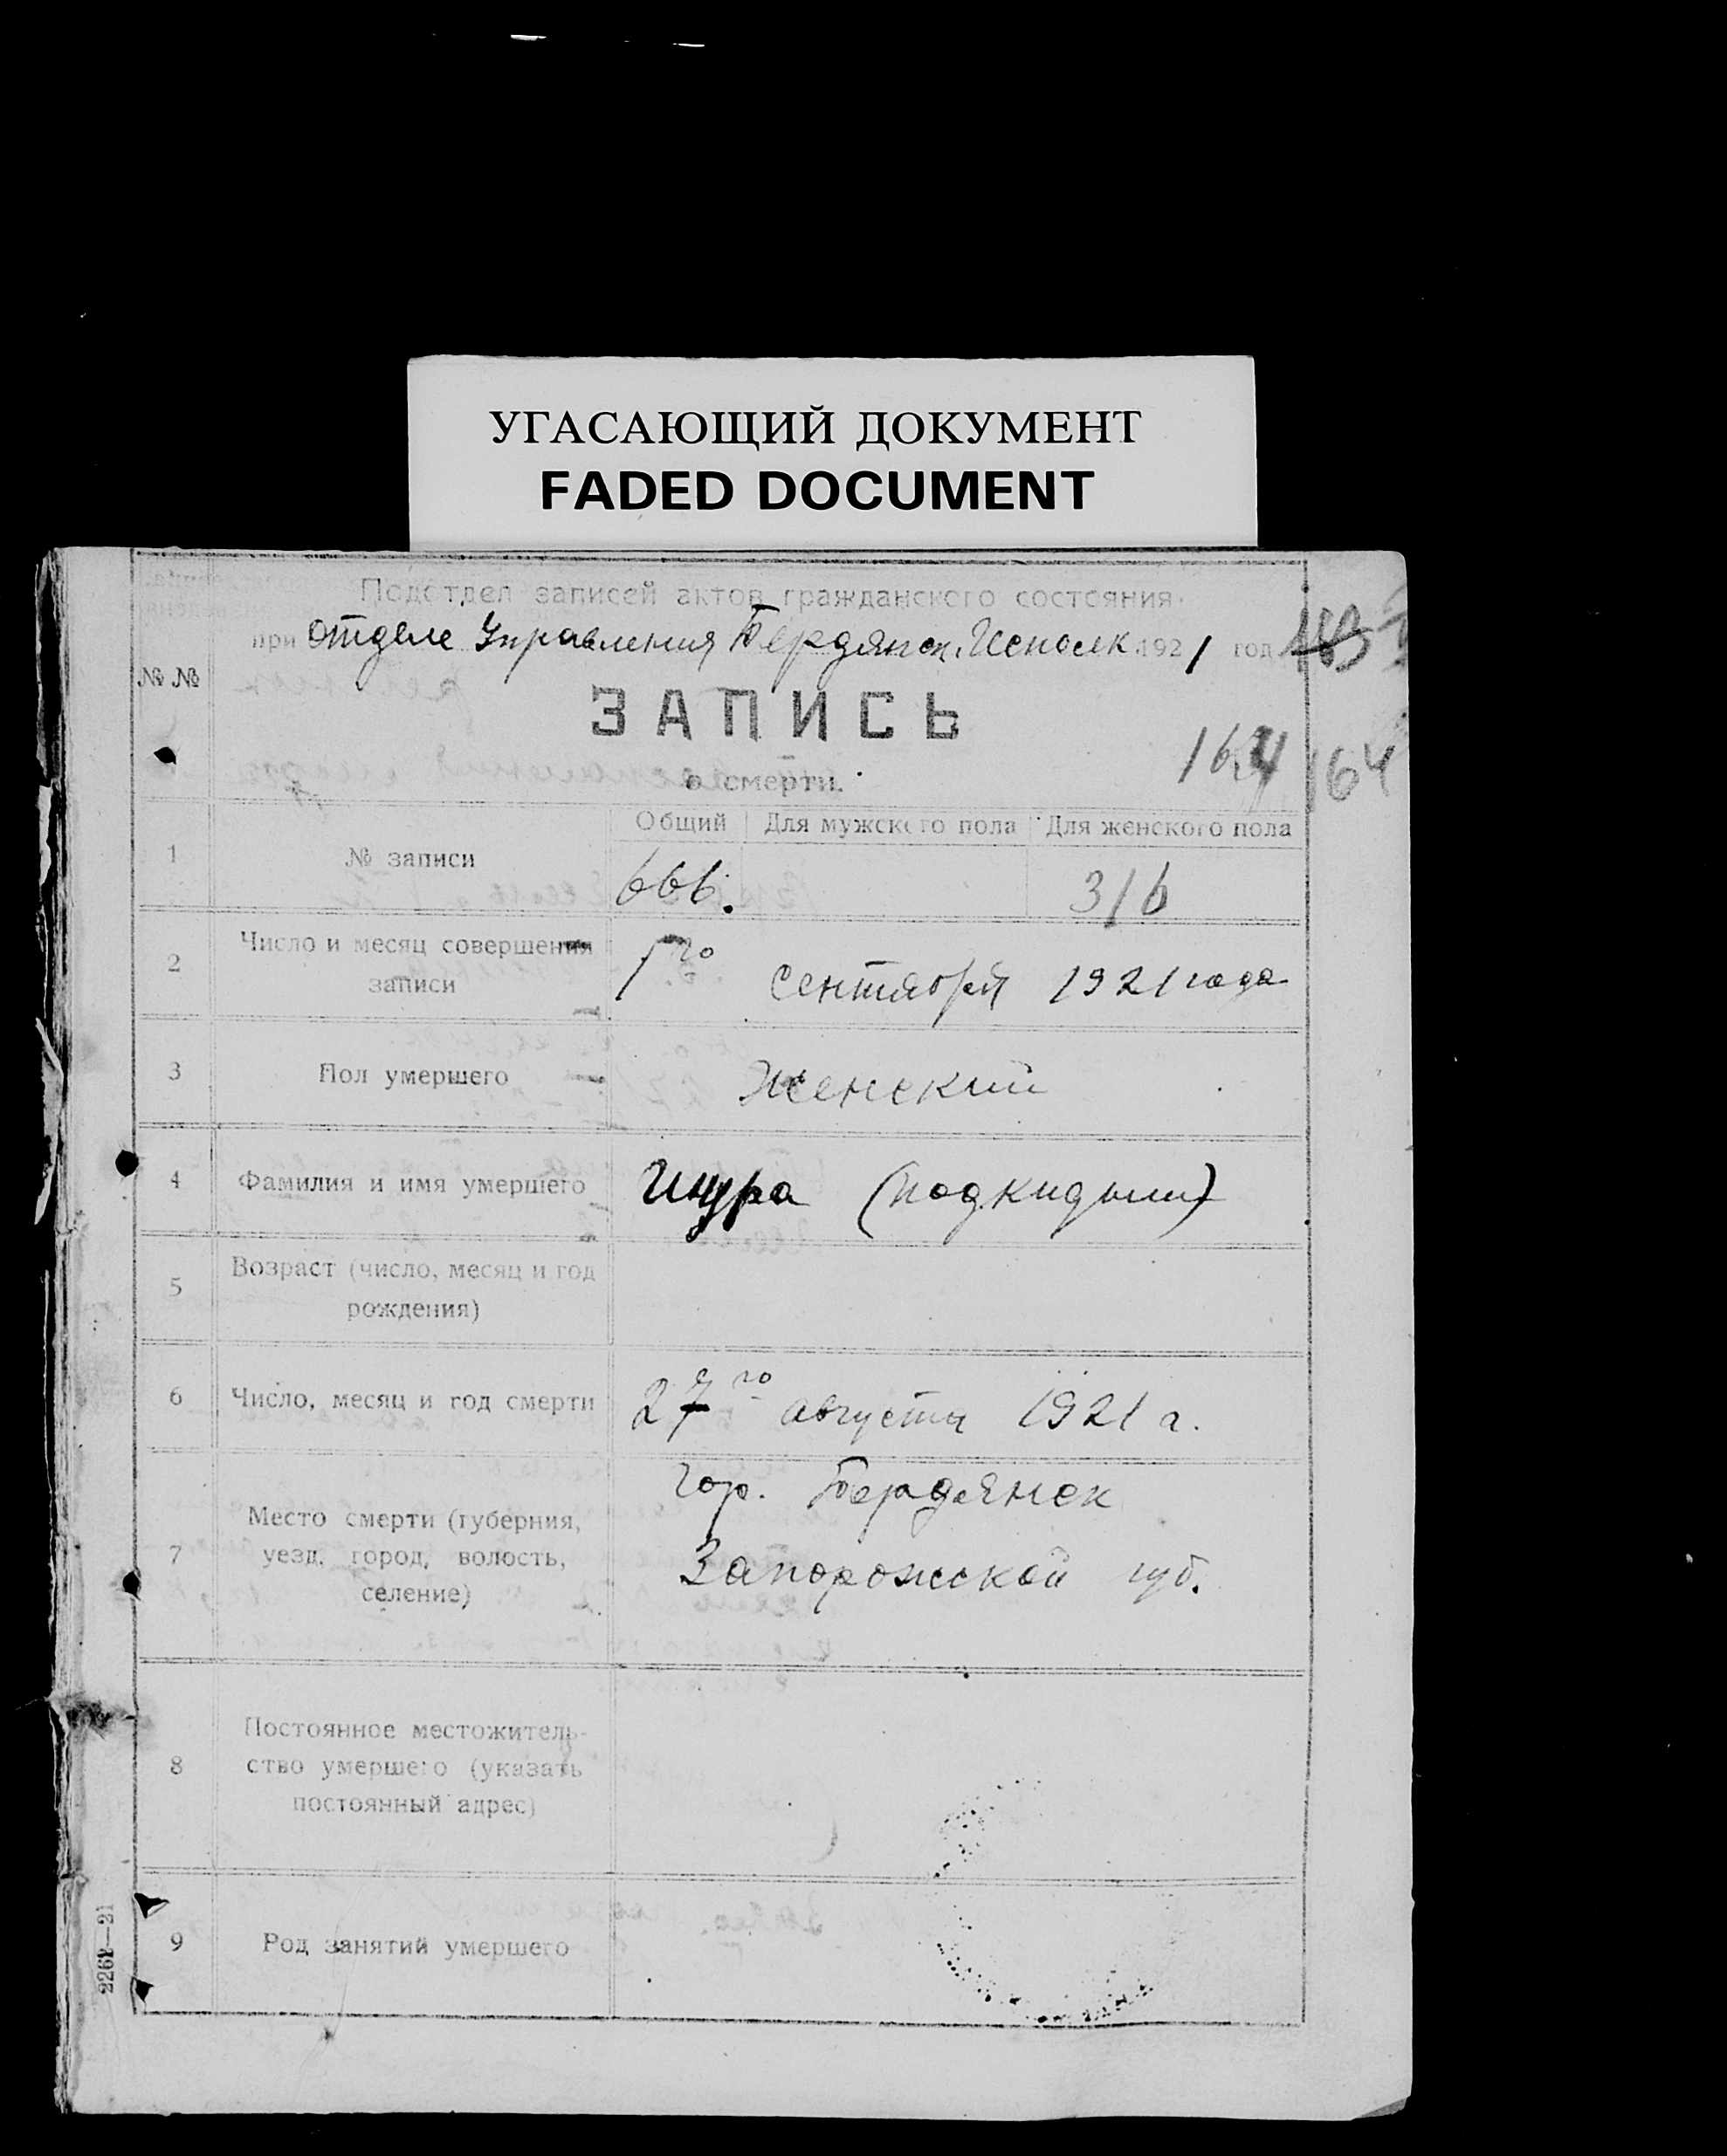 УГАСАЮЩИЙ ДОКУМЕНТ
FADED DOCUMENT
Подотдел записей актов гражданского состояния
при отделе Управления Бердянск. Исполк. 1921 год 183
№ №
ЗАПИСЬ
о смерти.
164 164
Общий Для мужского пола Для женского пола
1 № записи 666. 316
2 Число и месяц совершения
записи
1го сентября 1921 года
3 Пол умершего Женский
4 Фамилия и имя умершего (подкидыш)
5 Возраст (число, месяц и год
рождения)
6 Число, месяц и год смерти го августа 1921 г.
7 Место смерти (губерния,
уезд, город, волость,
селение)
гор. Бердянск
Запорожской губ.
8 Постоянное местожитель-
ство умершего (указать
постоянный адрес)
9 Род занятий умершего
2262—21